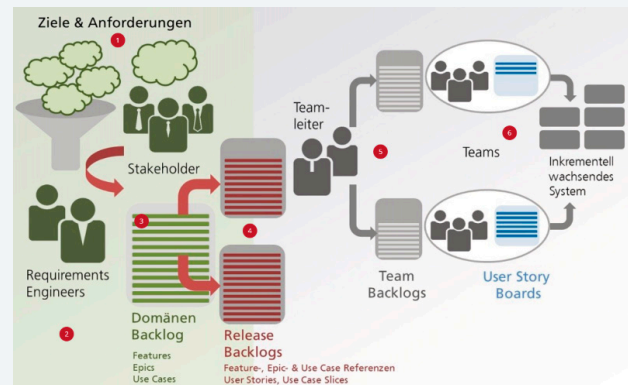 Ziele & Anforderungen
1
Stakeholder
Requirements
Engineers
2
3
Domänen
Backlog
Features
Epics
Use Cases
4
Release
Backlogs
Feature-, Epic- & Use Case Referenzen
User Stories, Use Case Slices
Team-
leiter
5
Team
Backlogs
Teams
6
User Story
Boards
Inkrementell
wachsendes
System